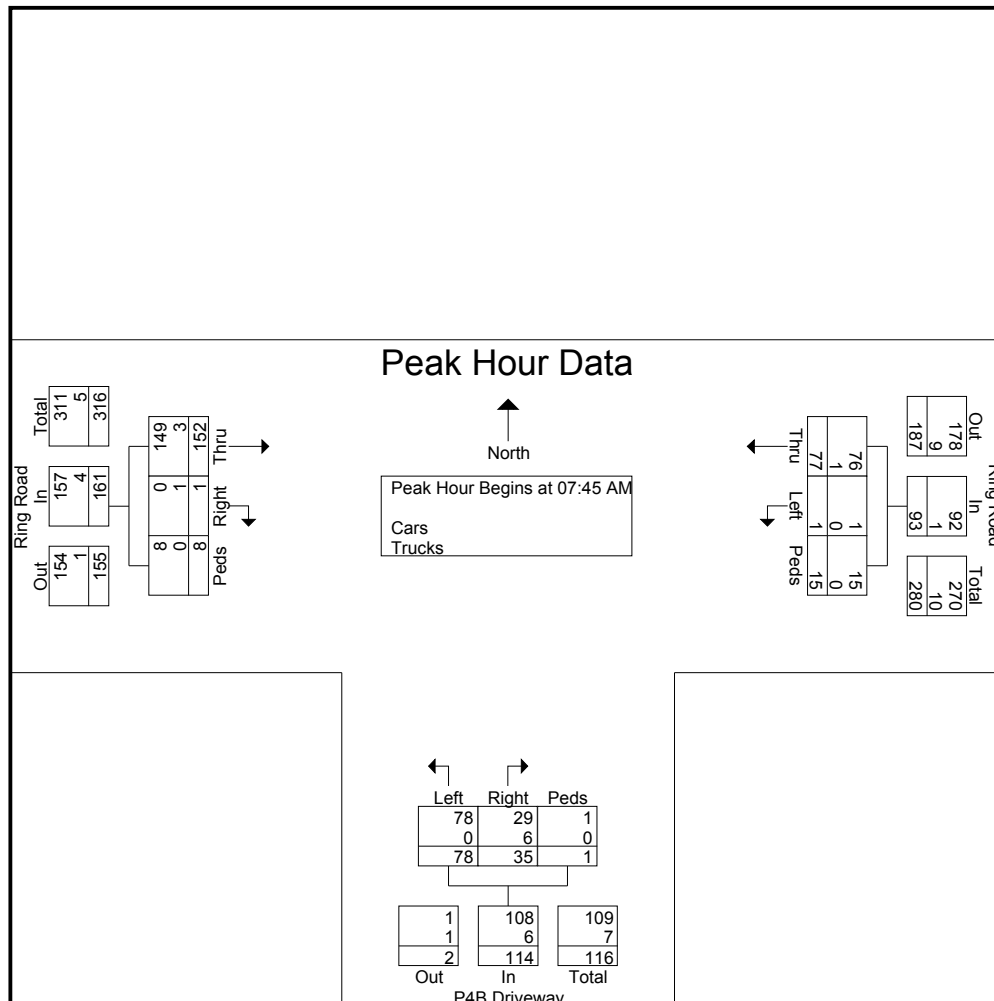 Peak Hour Data
North
Peak Hour Begins at 07:45 AM
Cars
Trucks
Ring Road
Total In Out
311 157 154
5 4 1
316 161 155
149 0 8
3 1 0
152 1 8
Thru Right Peds
Ring Road
Out In Total
178 92 270
9 1 10
187 93 280
76 1 15
1 0 0
77 1 15
Thru Left Peds
Left Right Peds
78 29 1
0 6 0
78 35 1
1 108 109
1 6 7
2 114 116
Out In Total
P4B Driveway